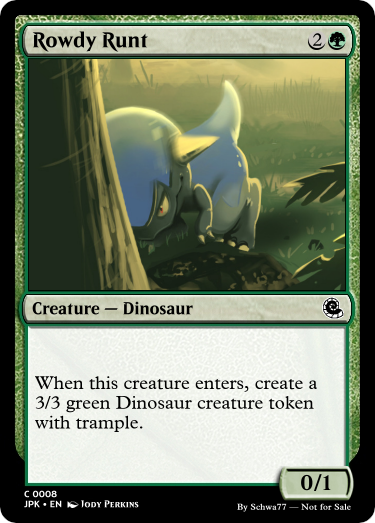 Rowdy Runt 2
Creature — Dinosaur
When this creature enters, create a
3/3 green Dinosaur creature token
with trample.
0/1
C 0008
JPK • EN Jody Perkins
By Schwa77 — Not for Sale